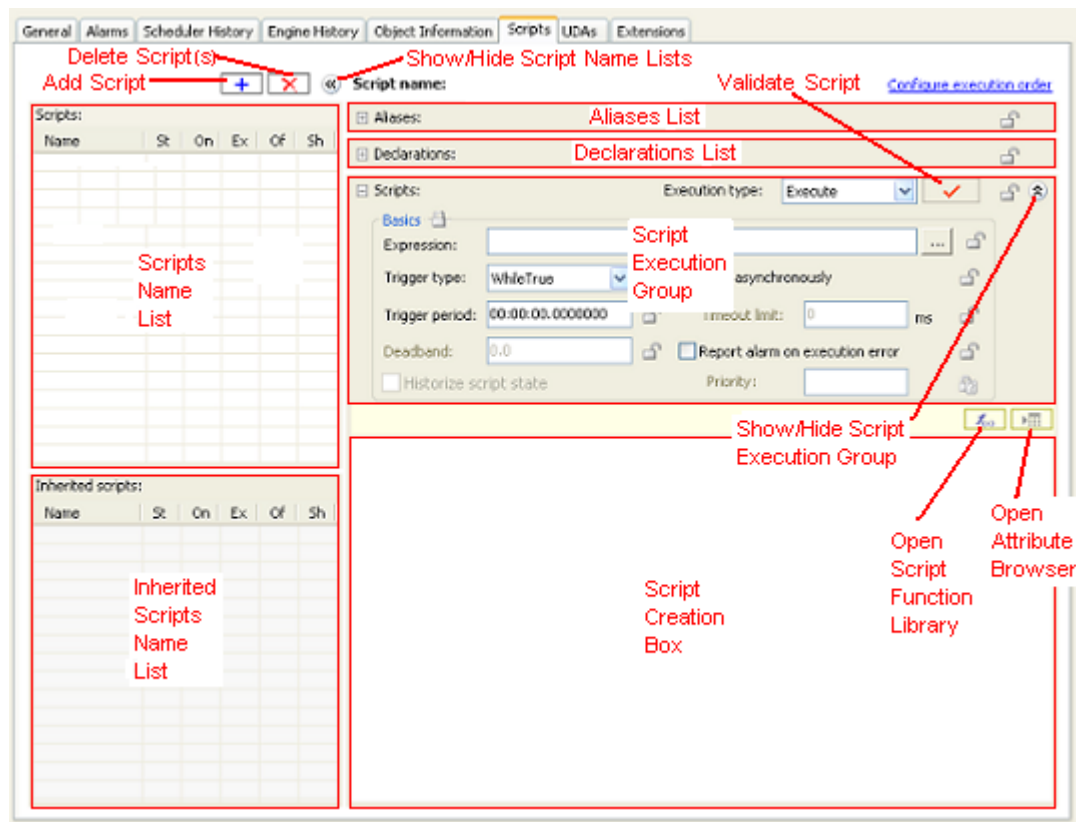 General Alarms Scheduler History Engine History Object Information Scripts UDAs Extensions
Delete Script(s) Show/Hide Script Name Lists
Add Script Script name: Validate Script Configure execution order
Scripts:
Name St On Ex Of Sh
Scripts
Name
List
Inherited scripts:
Name St On Ex Of Sh
Inherited
Scripts
Name
List
Aliases: Aliases List
Declarations: Declarations List
Scripts: Execution type: Execute
Basics
Expression: ...
Trigger type: WhileTrue asynchronously
Trigger period: 00:00:00.0000000 Timeout limit: 0 ms
Deadband: 0.0 Report alarm on execution error
Historize script state Priority:
Script
Execution
Group
Show/Hide Script
Execution Group
Script
Creation
Box
Open
Script
Function
Library
Open
Attribute
Browser